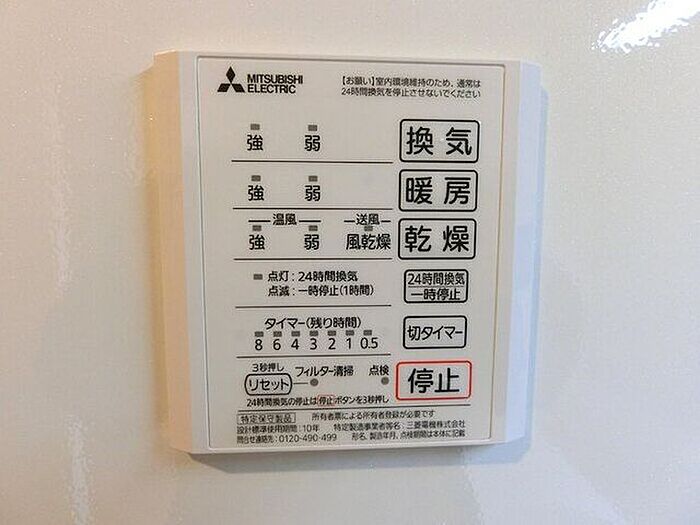 MITSUBISHI
ELECTRIC
【お願い】室内環境維持のため、通常は
24時間換気を停止させないでください
強 弱 換気
強 弱 暖房
温風 送風
強 弱 風乾燥 乾燥
点灯：24時間換気
点滅：一時停止(1時間)
24時間換気
一時停止
タイマー(残り時間)
8 6 4 3 2 1 0.5
切タイマー
3秒押し
リセット フィルター清掃 点検
停止
24時間換気の停止は停止ボタンを3秒押し
特定保守製品 所有者票による所有者登録が必要です
設計標準使用期間：10年 特定製造事業者等名：三菱電機株式会社
問合せ連絡先：0120-490-499 形名、製造年月、点検期間は本体に記載